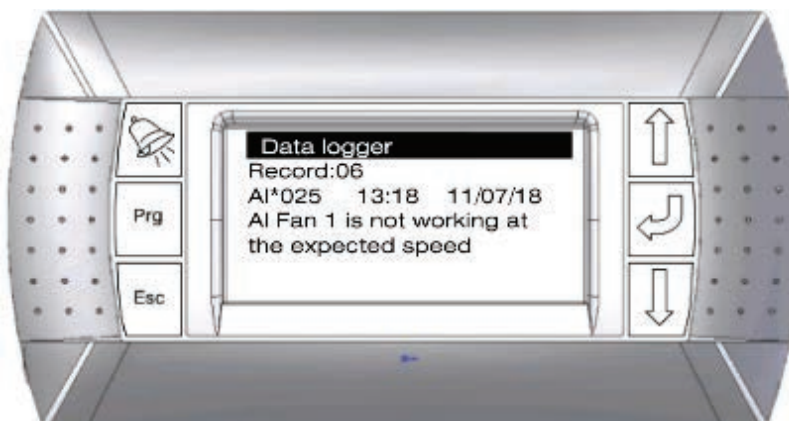 Data logger
Record:06
Al*025 13:18 11/07/18
Al Fan 1 is not working at
the expected speed
Prg
Esc